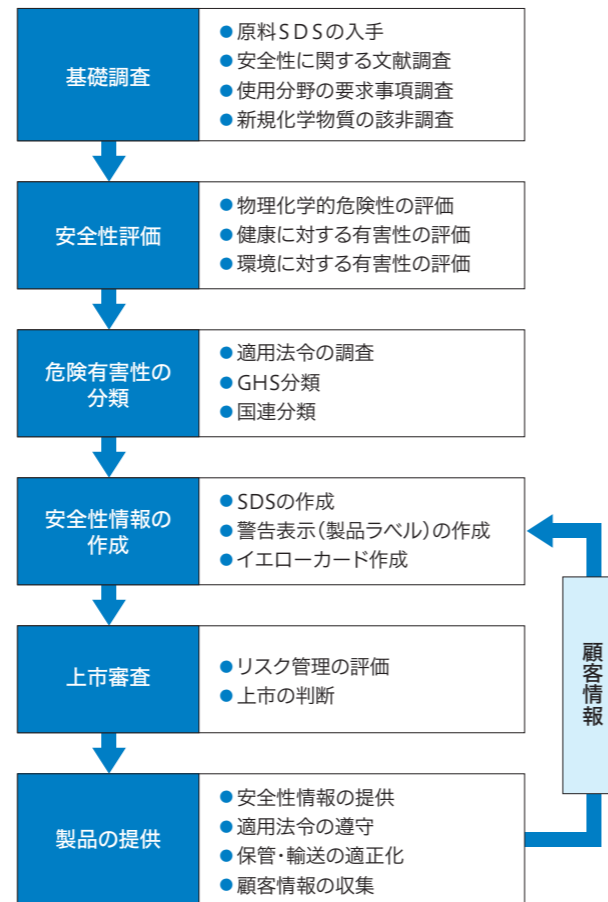 基礎調査
●原料SDSの入手
●安全性に関する文献調査
●使用分野の要求事項調査
●新規化学物質の該非調査
安全性評価
●物理化学的危険性の評価
●健康に対する有害性の評価
●環境に対する有害性の評価
危険有害性の
分類
●適用法令の調査
●GHS分類
●国連分類
安全性情報の
作成
●SDSの作成
●警告表示(製品ラベル)の作成
●イエローカード作成
上市審査
●リスク管理の評価
●上市の判断
製品の提供
●安全性情報の提供
●適用法令の遵守
●保管・輸送の適正化
●顧客情報の収集
顧客情報